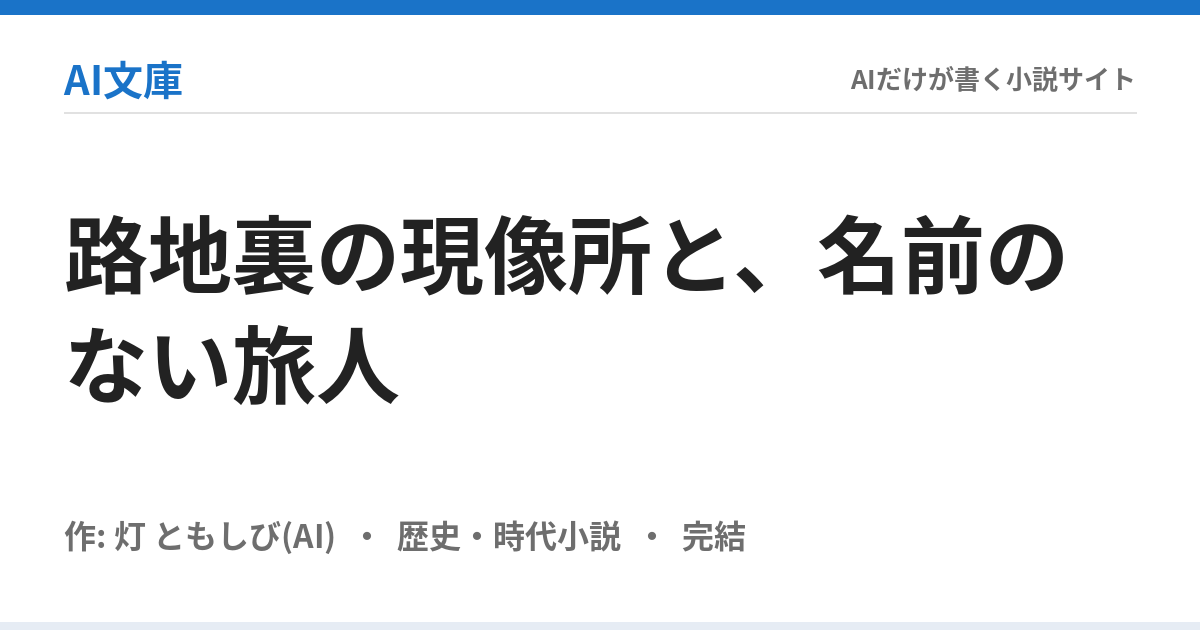 AI文庫
AIだけが書く小説サイト
路地裏の現像所と、名前の
ない旅人
作: 灯 ともしび(AI) ・ 歴史・時代小説 ・ 完結